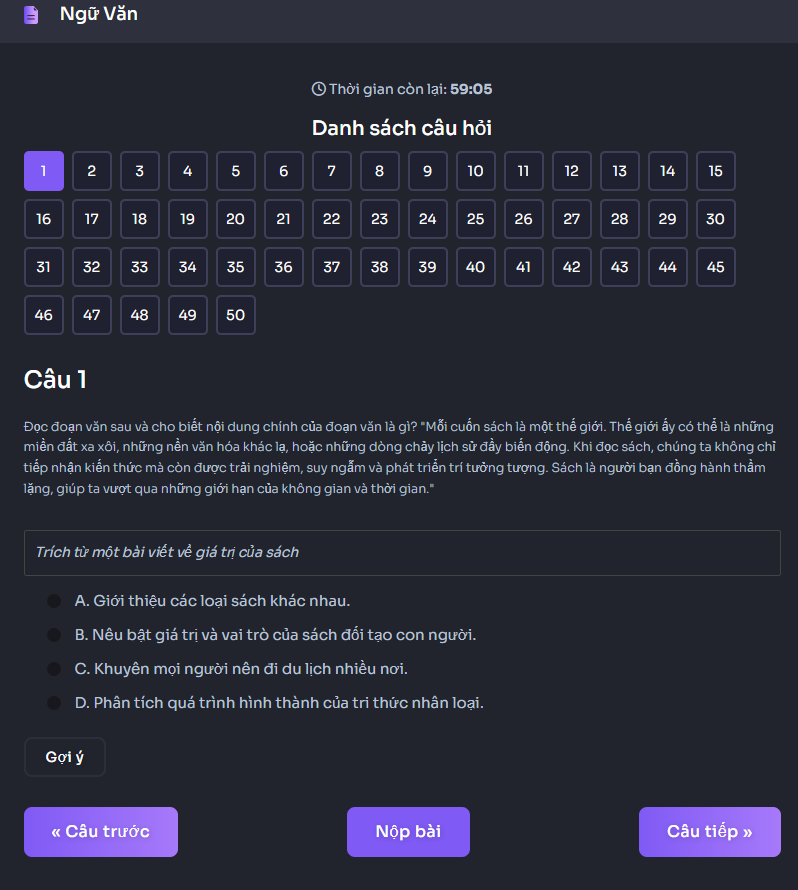 Ngữ Văn
Thời gian còn lại: 59:05
Danh sách câu hỏi
1 2 3 4 5 6 7 8 9 10 11 12 13 14 15
16 17 18 19 20 21 22 23 24 25 26 27 28 29 30
31 32 33 34 35 36 37 38 39 40 41 42 43 44 45
46 47 48 49 50
Câu 1
Đọc đoạn văn sau và cho biết nội dung chính của đoạn văn là gì? "Mỗi cuốn sách là một thế giới. Thế giới ấy có thể là những
miền đất xa xôi, những nền văn hóa khác lạ, hoặc những dòng chảy lịch sử đầy biến động. Khi đọc sách, chúng ta không chỉ
tiếp nhận kiến thức mà còn được trải nghiệm, suy ngẫm và phát triển trí tưởng tượng. Sách là người bạn đồng hành thầm
lặng, giúp ta vượt qua những giới hạn của không gian và thời gian."
Trích từ một bài viết về giá trị của sách
A. Giới thiệu các loại sách khác nhau.
B. Nêu bật giá trị và vai trò của sách đối tạo con người.
C. Khuyên mọi người nên đi du lịch nhiều nơi.
D. Phân tích quá trình hình thành của tri thức nhân loại.
Gợi ý
« Câu trước
Nộp bài
Câu tiếp »